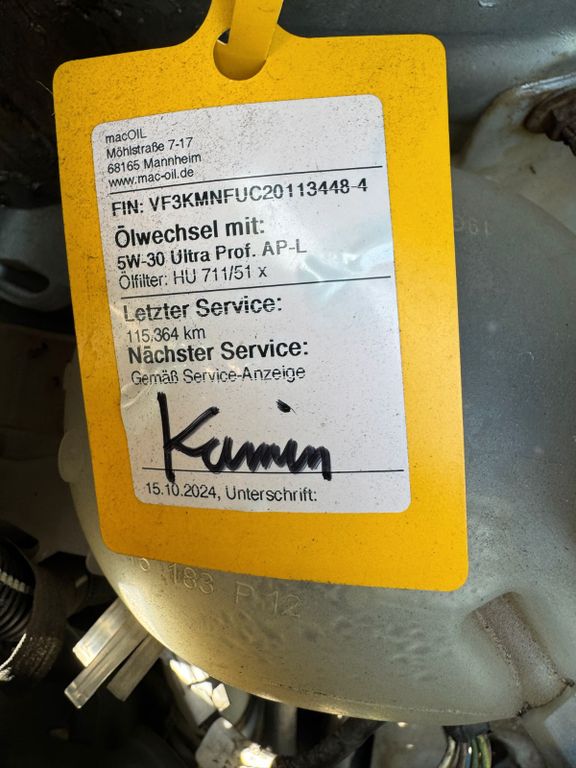 macOIL
Möhlstraße 7-17
68165 Mannheim
www.mac-oil.de
FIN: VF3KMNFUC20113448-4
Ölwechsel mit:
5W-30 Ultra Prof. AP-L
Ölfilter: HU 711/51 x
Letzter Service:
115.364 km
Nächster Service:
Gemäß Service-Anzeige
Kamin
15.10.2024, Unterschrift:
183 P 12